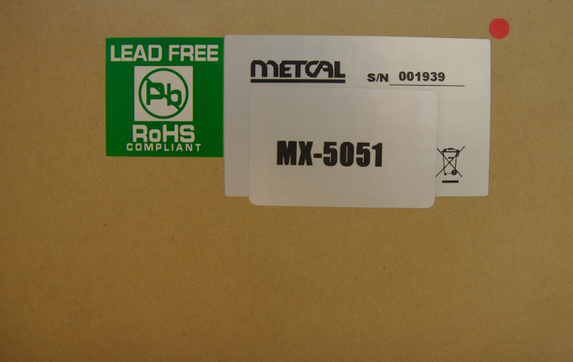 LEAD FREE
Pb
RoHS
COMPLIANT
METCAL
S/N 001939
MX-5051